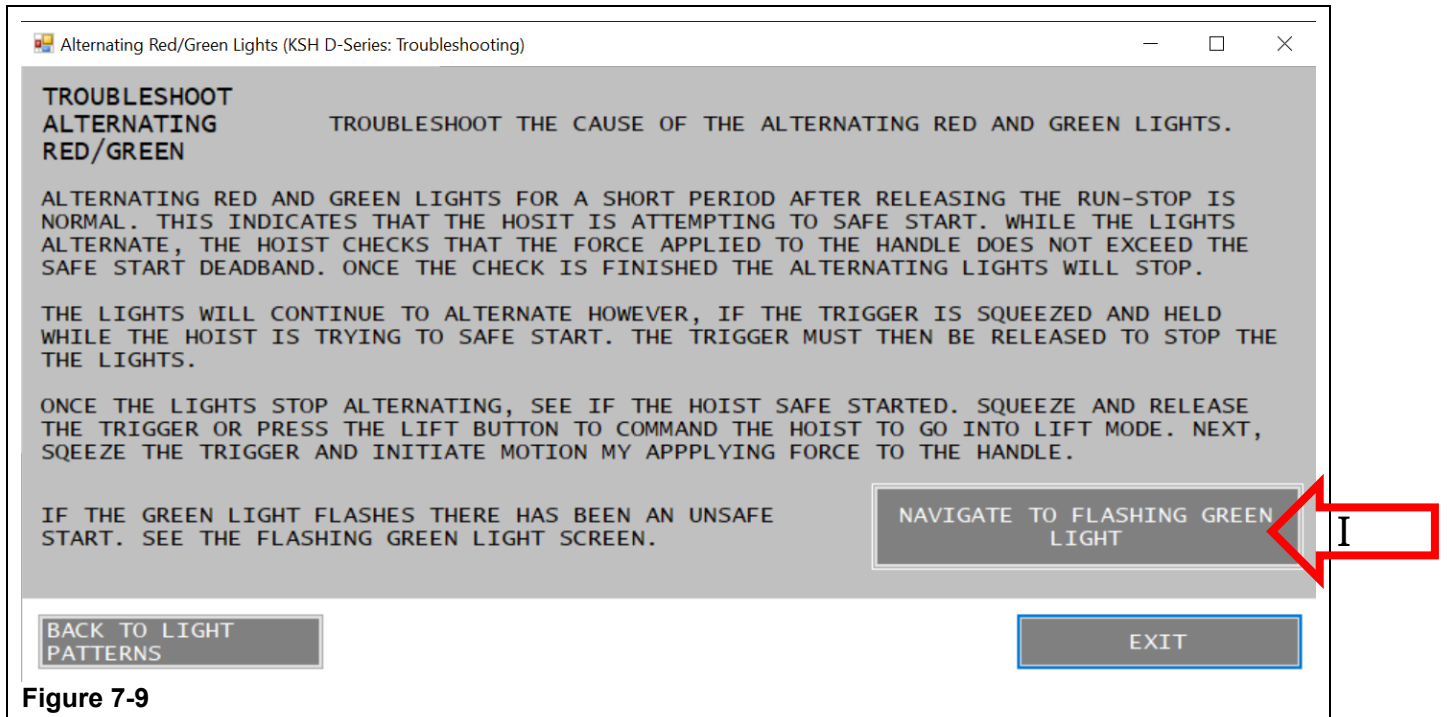 Alternating Red/Green Lights (KSH D-Series: Troubleshooting)
TROUBLESHOOT
ALTERNATING
RED/GREEN
TROUBLESHOOT THE CAUSE OF THE ALTERNATING RED AND GREEN LIGHTS.
ALTERNATING RED AND GREEN LIGHTS FOR A SHORT PERIOD AFTER RELEASING THE RUN-STOP IS
NORMAL. THIS INDICATES THAT THE HOSIT IS ATTEMPTING TO SAFE START. WHILE THE LIGHTS
ALTERNATE, THE HOIST CHECKS THAT THE FORCE APPLIED TO THE HANDLE DOES NOT EXCEED THE
SAFE START DEADBAND. ONCE THE CHECK IS FINISHED THE ALTERNATING LIGHTS WILL STOP.
THE LIGHTS WILL CONTINUE TO ALTERNATE HOWEVER, IF THE TRIGGER IS SQUEEZED AND HELD
WHILE THE HOIST IS TRYING TO SAFE START. THE TRIGGER MUST THEN BE RELEASED TO STOP THE
THE LIGHTS.
ONCE THE LIGHTS STOP ALTERNATING, SEE IF THE HOIST SAFE STARTED. SQUEEZE AND RELEASE
THE TRIGGER OR PRESS THE LIFT BUTTON TO COMMAND THE HOIST TO GO INTO LIFT MODE. NEXT,
SQEEZE THE TRIGGER AND INITIATE MOTION MY APPPLYING FORCE TO THE HANDLE.
IF THE GREEN LIGHT FLASHES THERE HAS BEEN AN UNSAFE
START. SEE THE FLASHING GREEN LIGHT SCREEN.
NAVIGATE TO FLASHING GREEN
LIGHT
I
BACK TO LIGHT
PATTERNS
EXIT
Figure 7-9